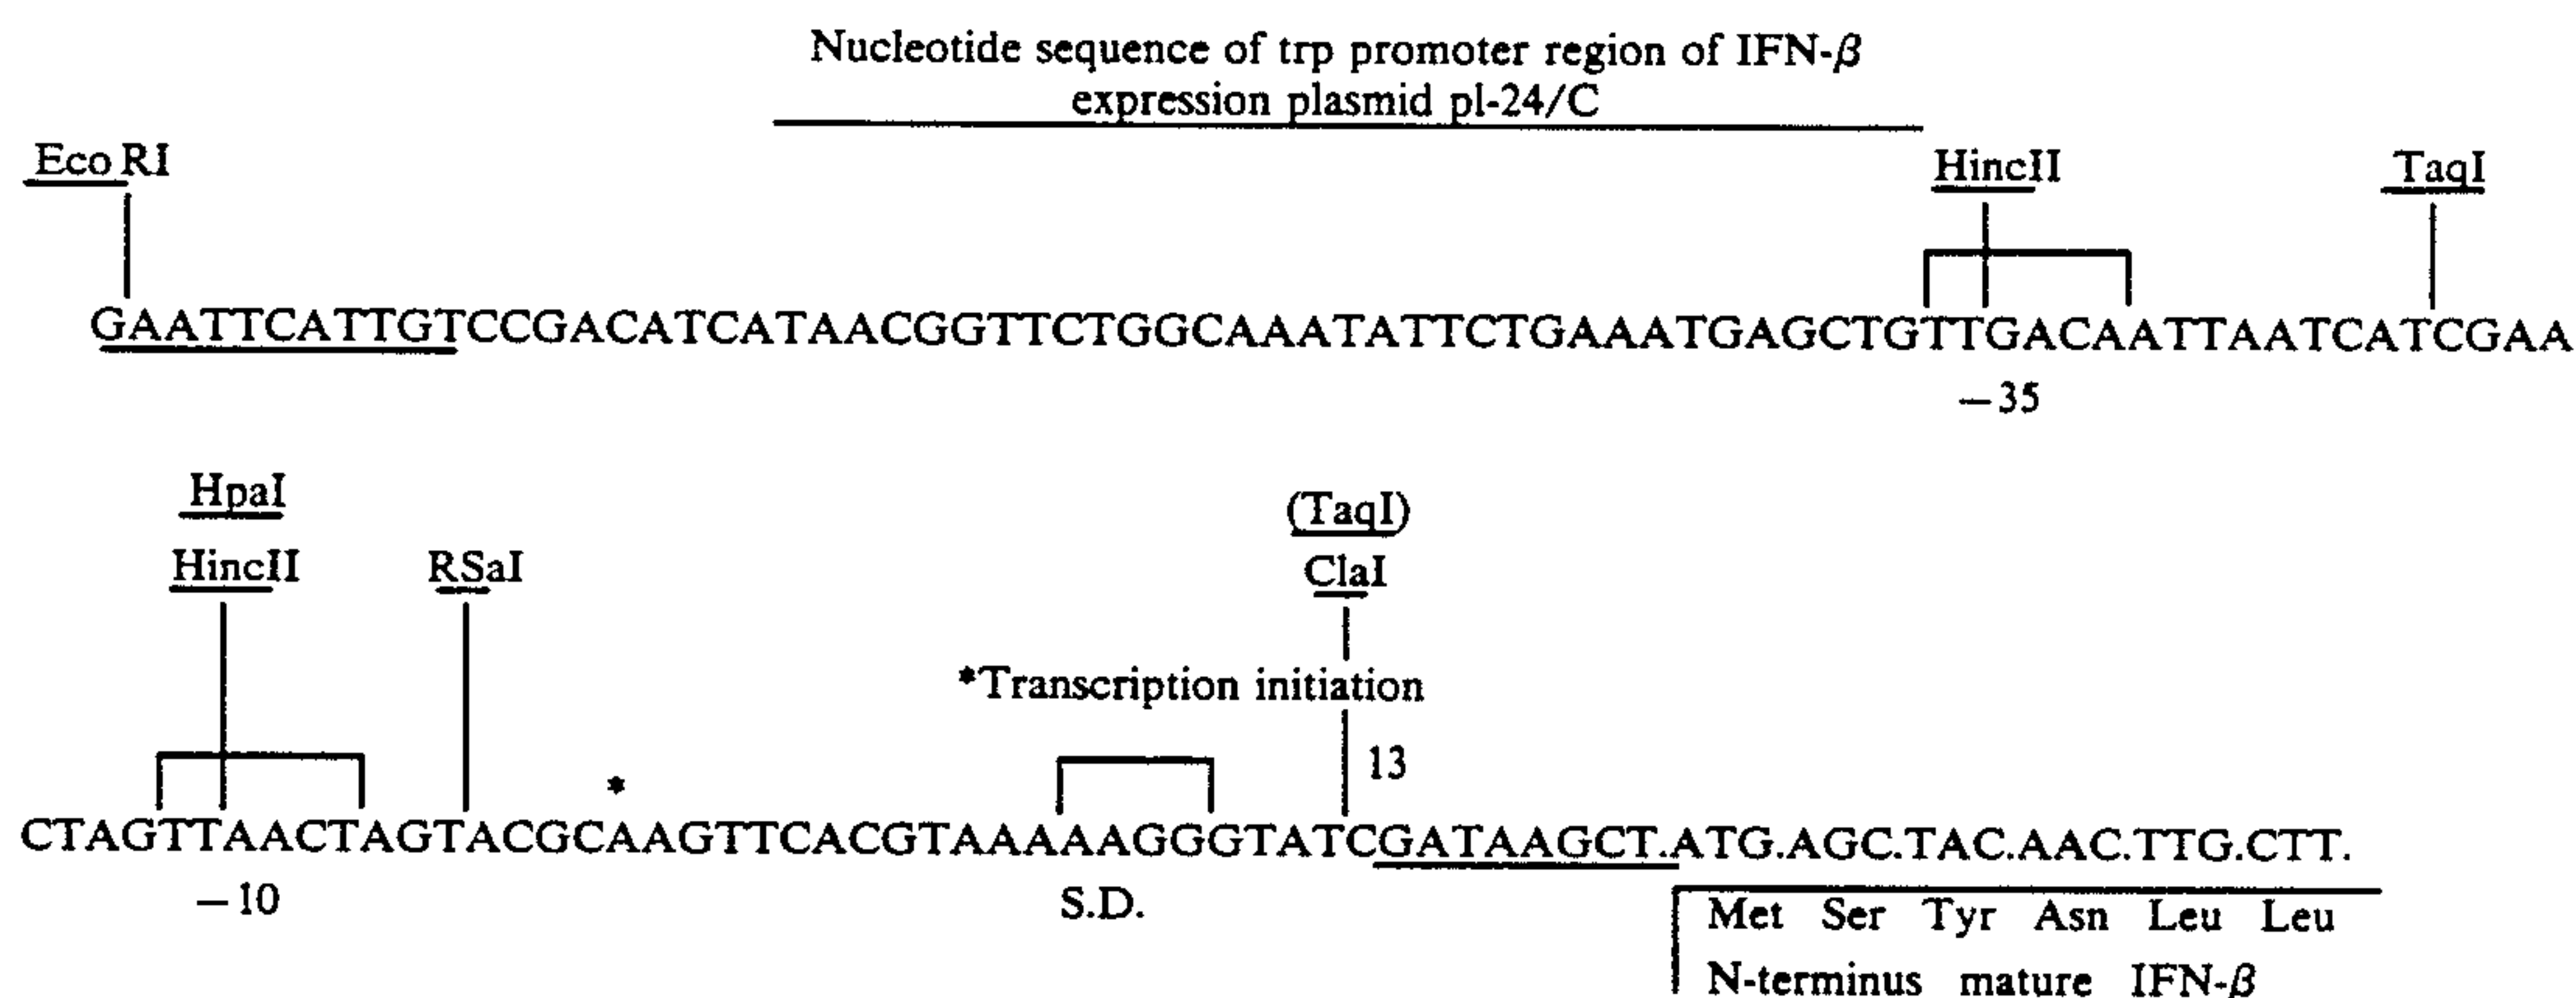 Nucleotide sequence of trp promoter region of IFN-β
expression plasmid pl-24/C
Eco RI HincII TaqI
GAATTCATTGTCCGACATCATAACGGTTCTGGCAAATATTCTGAAATGAGCTGTTGACAATTAATCATCGAA
−35
HpaI (TaqI)
HincII RSaI ClaI
*Transcription initiation
* 13
CTAGTTAACTAGTACGCAAGTTCACGTAAAAAGGGTATCGATAAGCT.ATG.AGC.TAC.AAC.TTG.CTT.
−10 S.D.
Met Ser Tyr Asn Leu Leu
N-terminus mature IFN-β